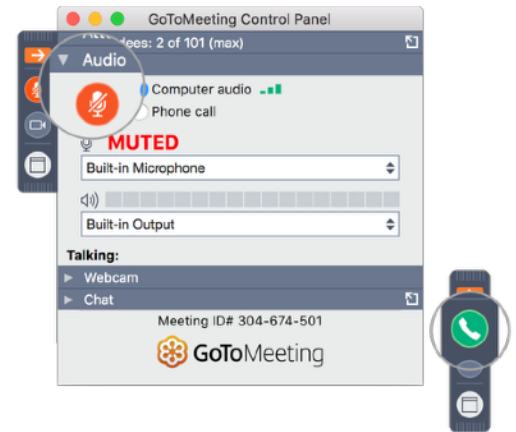 GoToMeeting Control Panel
dees: 2 of 101 (max)
Audio
Computer audio
Phone call
MUTED
Built-in Microphone
Built-in Output
Talking:
Webcam
Chat
Meeting ID# 304-674-501
GoToMeeting